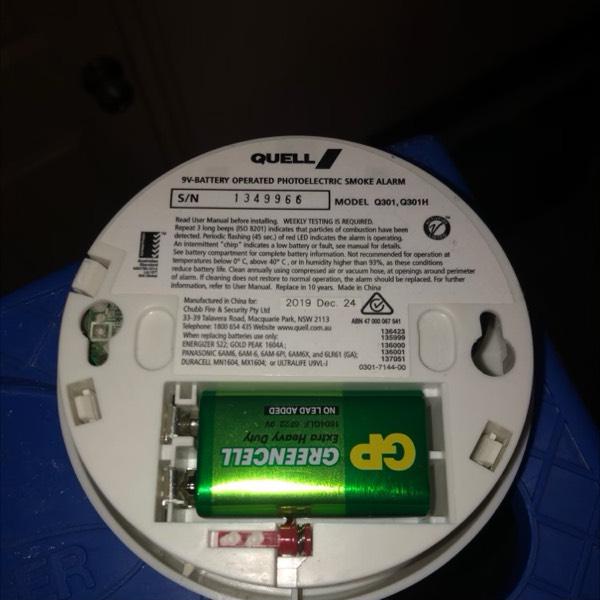 QUELL
9V-BATTERY OPERATED PHOTOELECTRIC SMOKE ALARM
S/N 1349966 MODEL Q301, Q301H
Read User Manual before installing. WEEKLY TESTING IS REQUIRED.
Repeat 3 long beeps (ISO 8201) indicates that particles of combustion have been
detected. Periodic flashing (45 sec.) of red LED indicates the alarm is operating.
An intermittent "chirp" indicates a low battery or fault, see manual for details.
See battery compartment for complete battery information. Not recommended for operation at
temperatures below 0° C, above 40° C, or in humidity higher than 93%, as these conditions
reduce battery life. Clean annually using compressed air or vacuum hose, at openings around perimeter
of alarm. If cleaning does not restore to normal operation, the alarm should be replaced. For further
information, refer to User Manual. Replace in 10 years. Made in China
Manufactured in China for:
Chubb Fire & Security Pty Ltd
33-39 Talavera Road, Macquarie Park, NSW 2113
Telephone: 1800 654 435 Website www.quell.com.au
When replacing batteries use only:
ENERGIZER 522; GOLD PEAK 1604A;
PANASONIC 6AM6, 6AM-6, 6AM-6PI, 6AM6X, and 6LR61 (GA);
DURACELL MN1604, MX1604; or ULTRALIFE U9VL-J
2019 Dec. 24
ABN 47 000 067 541
136423
135999
136000
136001
137051
0301-7144-00
GP
GREENCELL
Extra Heavy Duty
1604GLF 6F22 9V
NO LEAD ADDED